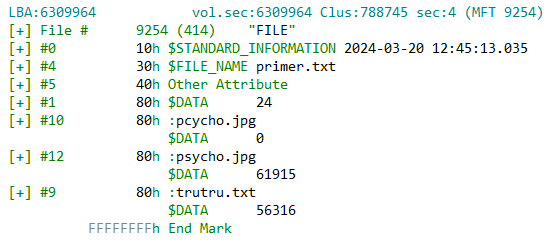 LBA:6309964 vol.sec:6309964 Clus:788745 sec:4 (MFT 9254)
[+] File # 9254 (414) "FILE"
[+] #0 10h $STANDARD_INFORMATION 2024-03-20 12:45:13.035
[+] #4 30h $FILE_NAME primer.txt
[+] #5 40h Other Attribute
[+] #1 80h $DATA 24
[+] #10 80h :pcycho.jpg
$DATA 0
[+] #12 80h :psycho.jpg
$DATA 61915
[+] #9 80h :trutru.txt
$DATA 56316
FFFFFFFFh End Mark